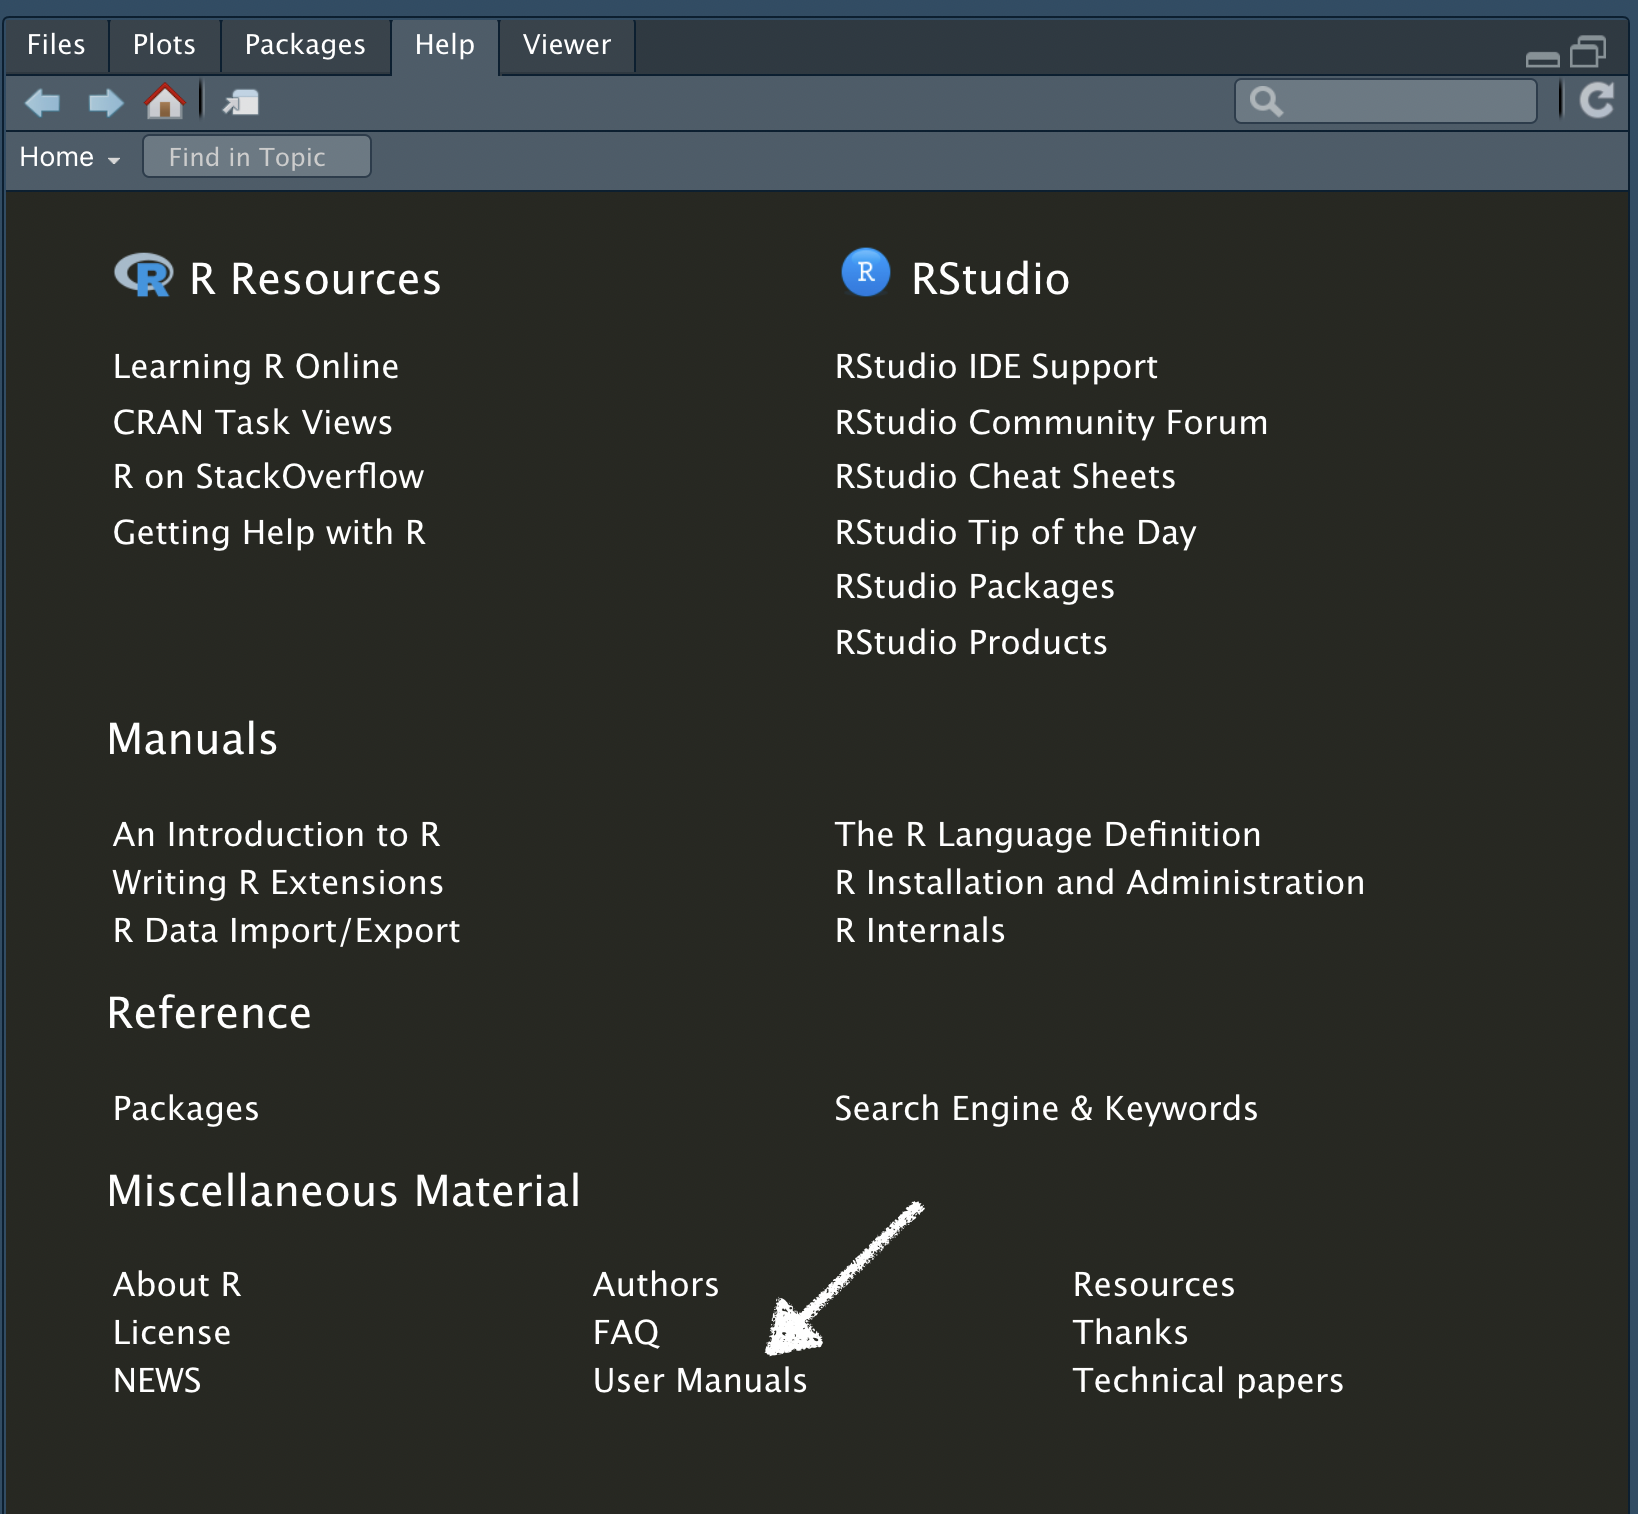 Files Plots Packages Help Viewer
Home Find in Topic
R Resources
Learning R Online
CRAN Task Views
R on StackOverflow
Getting Help with R
R RStudio
RStudio IDE Support
RStudio Community Forum
RStudio Cheat Sheets
RStudio Tip of the Day
RStudio Packages
RStudio Products
Manuals
An Introduction to R
Writing R Extensions
R Data Import/Export
The R Language Definition
R Installation and Administration
R Internals
Reference
Packages
Search Engine & Keywords
Miscellaneous Material
About R
License
NEWS
Authors
FAQ
User Manuals
Resources
Thanks
Technical papers